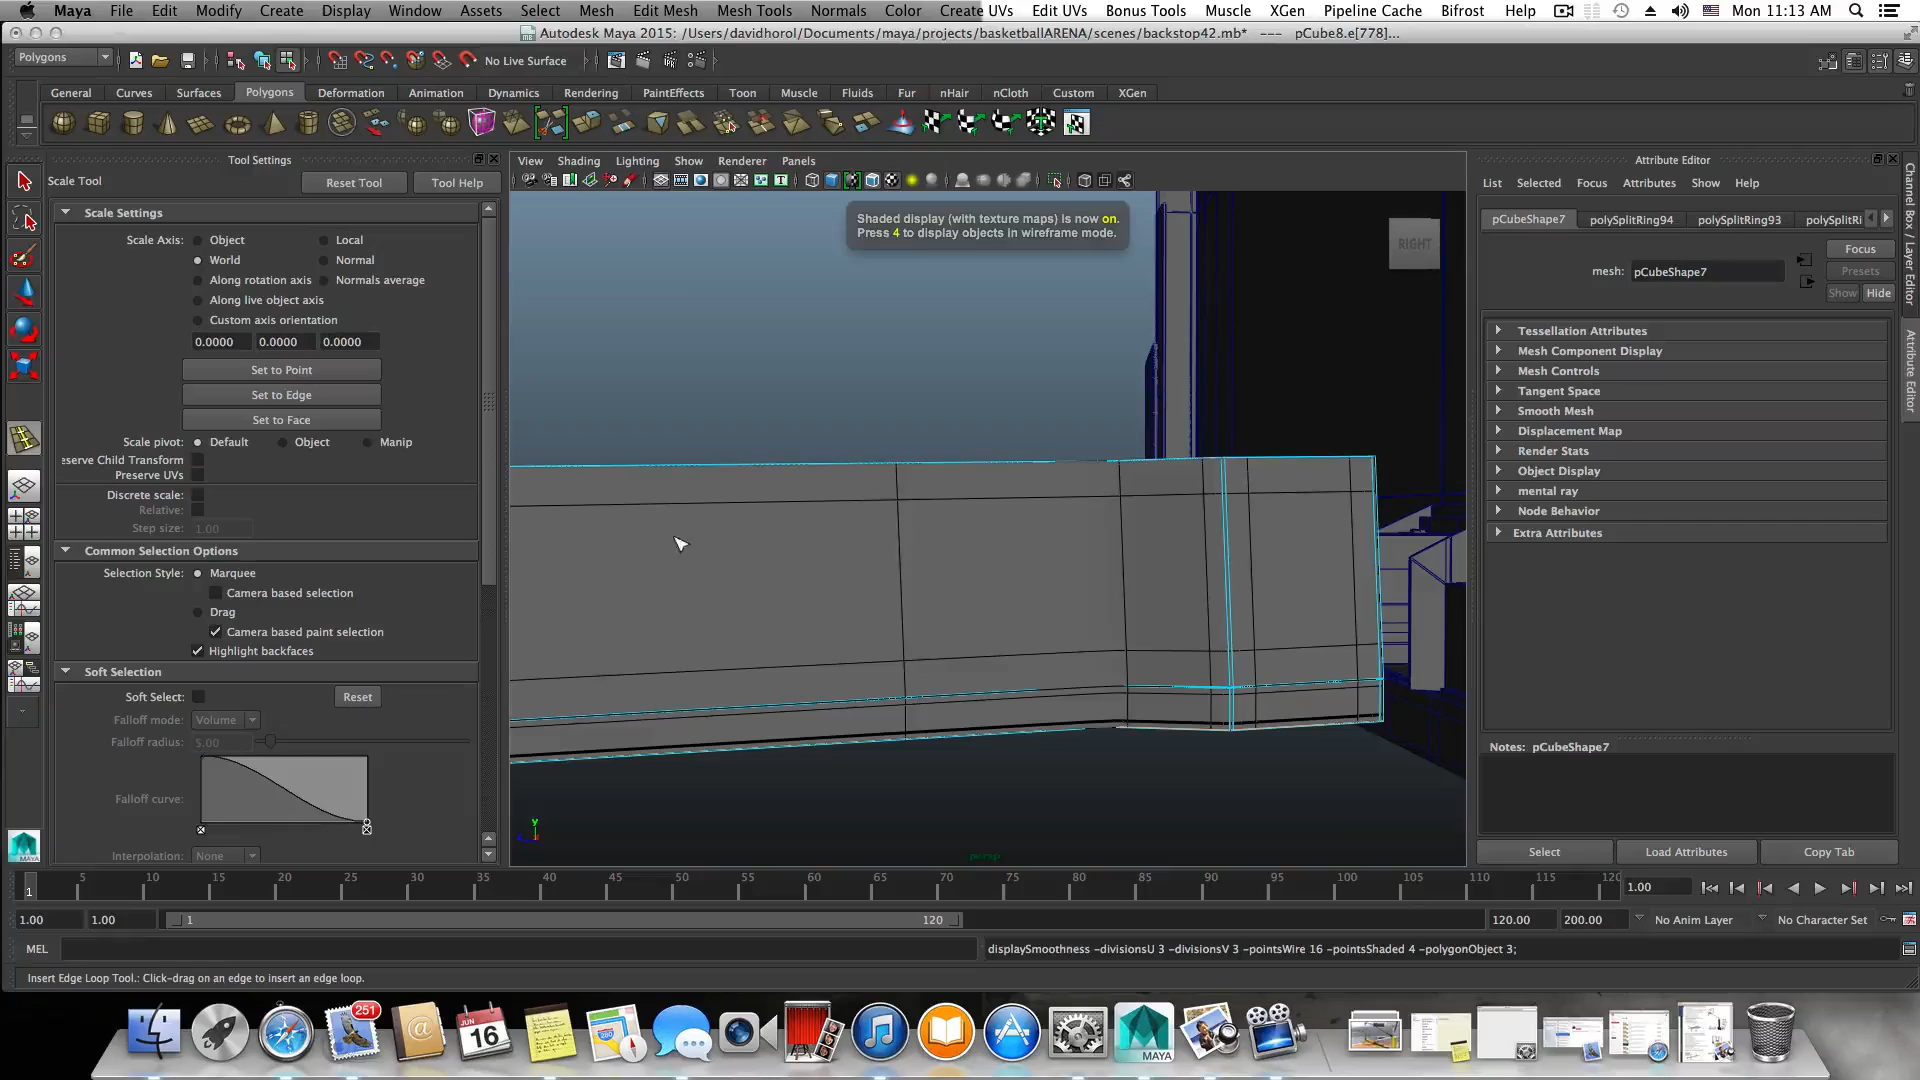 Maya File Edit Modify Create Display Window Assets Select Mesh Edit Mesh Mesh Tools Normals Color Create UVs Edit UVs Bonus Tools Muscle XGen Pipeline Cache Bifrost Help Mon 11:13 AM
Autodesk Maya 2015: /Users/davidhorol/Documents/maya/projects/basketballARENA/scenes/backstop42.mb* --- pCube8.e[778]...
Polygons No Live Surface
General Curves Surfaces Polygons Deformation Animation Dynamics Rendering PaintEffects Toon Muscle Fluids Fur nHair nCloth Custom XGen
Tool Settings
Scale Tool Reset Tool Tool Help
Scale Settings
Scale Axis: Object Local
World Normal
Along rotation axis Normals average
Along live object axis
Custom axis orientation
0.0000 0.0000 0.0000
Set to Point
Set to Edge
Set to Face
Scale pivot: Default Object Manip
eserve Child Transform
Preserve UVs
Discrete scale:
Relative:
Step size: 1.00
Common Selection Options
Selection Style: Marquee
Camera based selection
Drag
Camera based paint selection
Highlight backfaces
Soft Selection
Soft Select: Reset
Falloff mode: Volume
Falloff radius: 5.00
Falloff curve:
Interpolation: None
View Shading Lighting Show Renderer Panels
Shaded display (with texture maps) is now on.
Press 4 to display objects in wireframe mode.
RIGHT
y
persp
Attribute Editor
List Selected Focus Attributes Show Help
pCubeShape7 polySplitRing94 polySplitRing93 polySplitRi
Focus
mesh: pCubeShape7 Presets
Show Hide
Tessellation Attributes
Mesh Component Display
Mesh Controls
Tangent Space
Smooth Mesh
Displacement Map
Render Stats
Object Display
mental ray
Node Behavior
Extra Attributes
Notes: pCubeShape7
Select Load Attributes Copy Tab
Channel Box / Layer Editor
Attribute Editor
1 5 10 15 20 25 30 35 40 45 50 55 60 65 70 75 80 85 90 95 100 105 110 115 120 1.00
1.00 1.00 1 120 120.00 200.00 No Anim Layer No Character Set
MEL displaySmoothness -divisionsU 3 -divisionsV 3 -pointsWire 16 -pointsShaded 4 -polygonObject 3;
Insert Edge Loop Tool.: Click-drag on an edge to insert an edge loop.
251
JUN
16
280
MAYA
MAYA